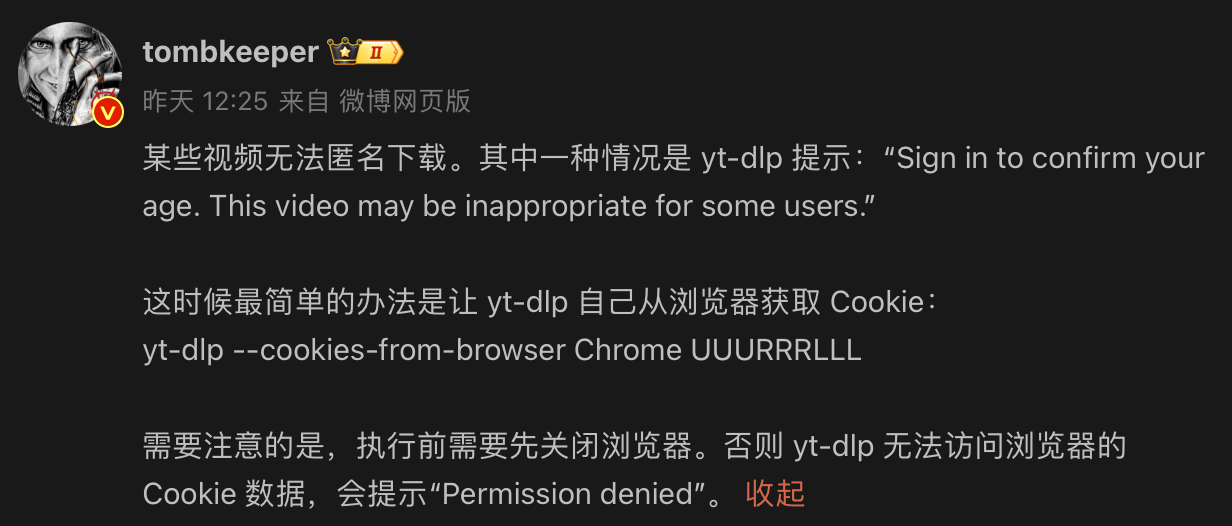 tombkeeper
II
V
昨天 12:25 来自 微博网页版
某些视频无法匿名下载。其中一种情况是 yt-dlp 提示：“Sign in to confirm your
age. This video may be inappropriate for some users.”
这时候最简单的办法是让 yt-dlp 自己从浏览器获取 Cookie：
yt-dlp --cookies-from-browser Chrome UUURRRLLL
需要注意的是，执行前需要先关闭浏览器。否则 yt-dlp 无法访问浏览器的
Cookie 数据，会提示“Permission denied”。 收起